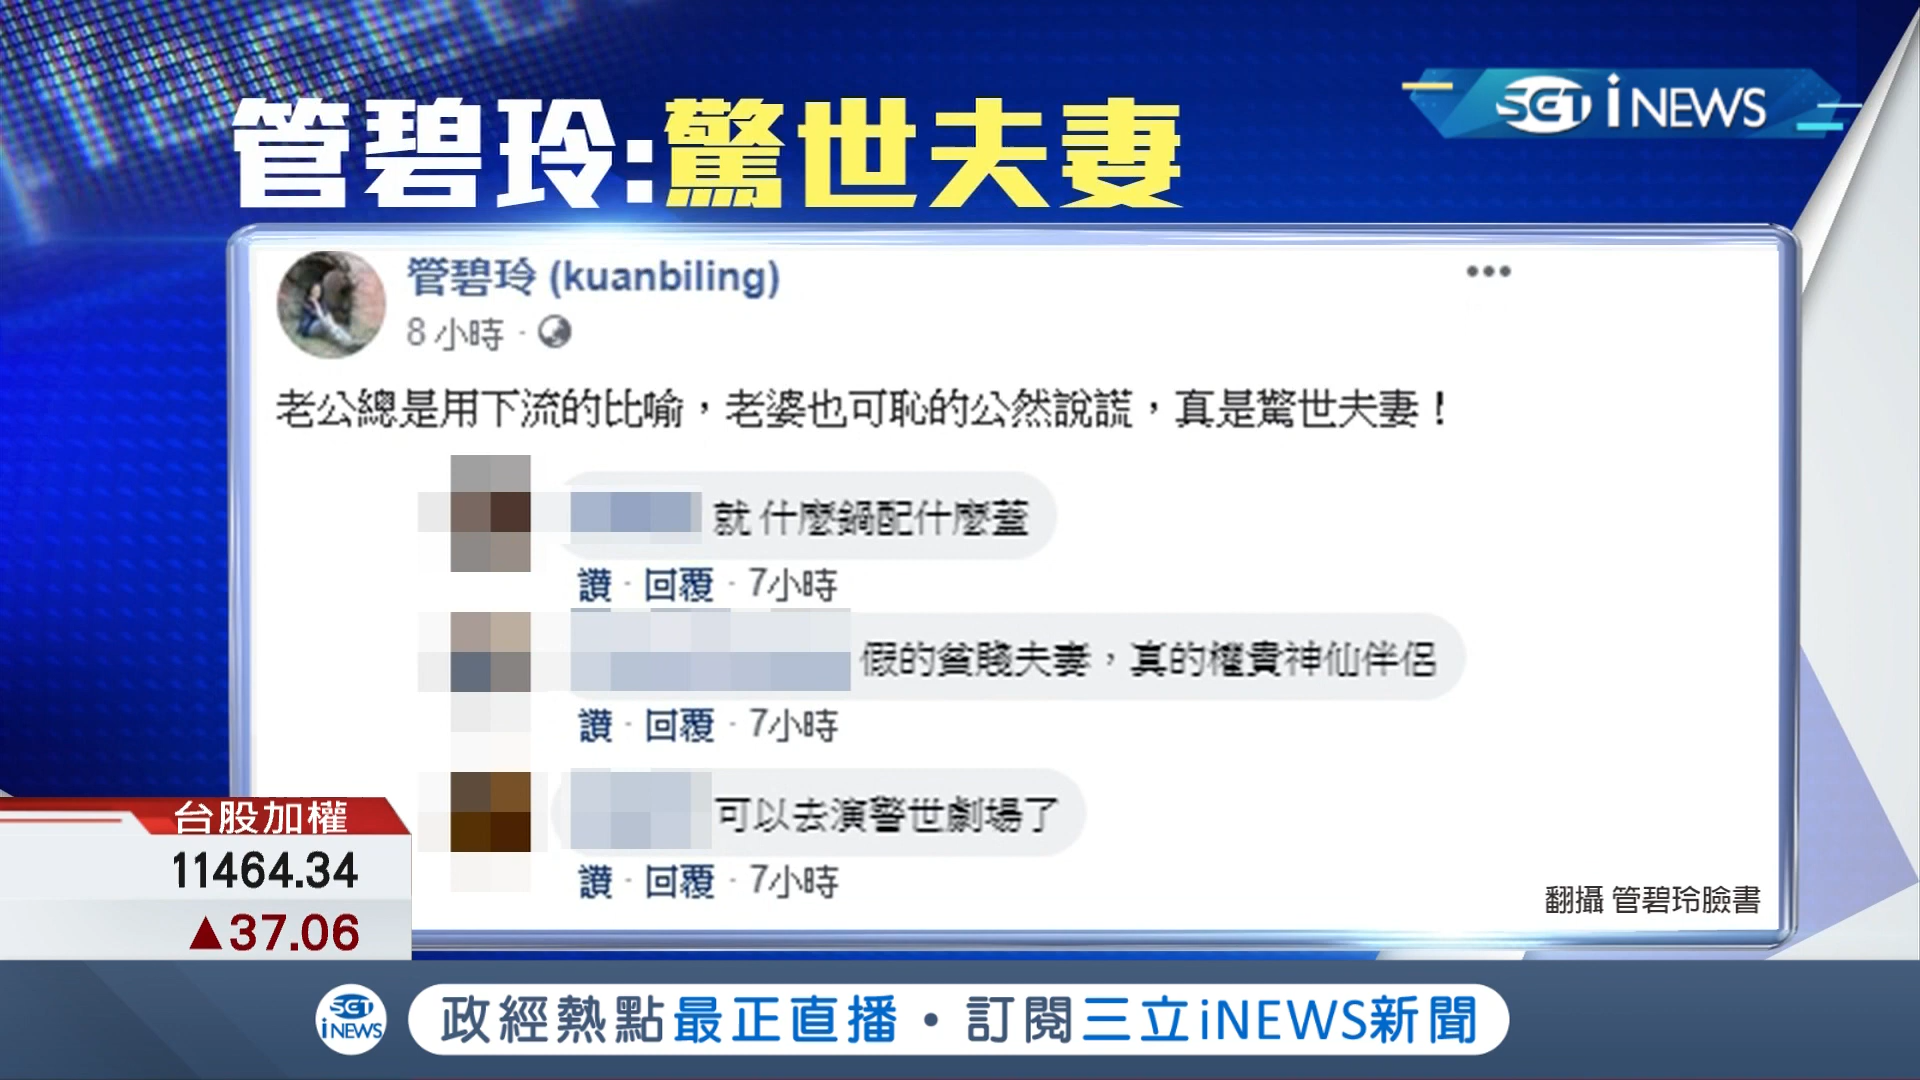 管碧玲:驚世夫妻
SET iNEWS
管碧玲 (kuanbiling)
8 小時 ·
老公總是用下流的比喻，老婆也可恥的公然說謊，真是驚世夫妻！
就 什麼鍋配什麼蓋
讚 · 回覆 · 7小時
假的貧賤夫妻，真的權貴神仙伴侶
讚 · 回覆 · 7小時
可以去演警世劇場了
讚 · 回覆 · 7小時
翻攝 管碧玲臉書
台股加權
11464.34
▲37.06
SET iNEWS
政經熱點最正直播・訂閱三立iNEWS新聞